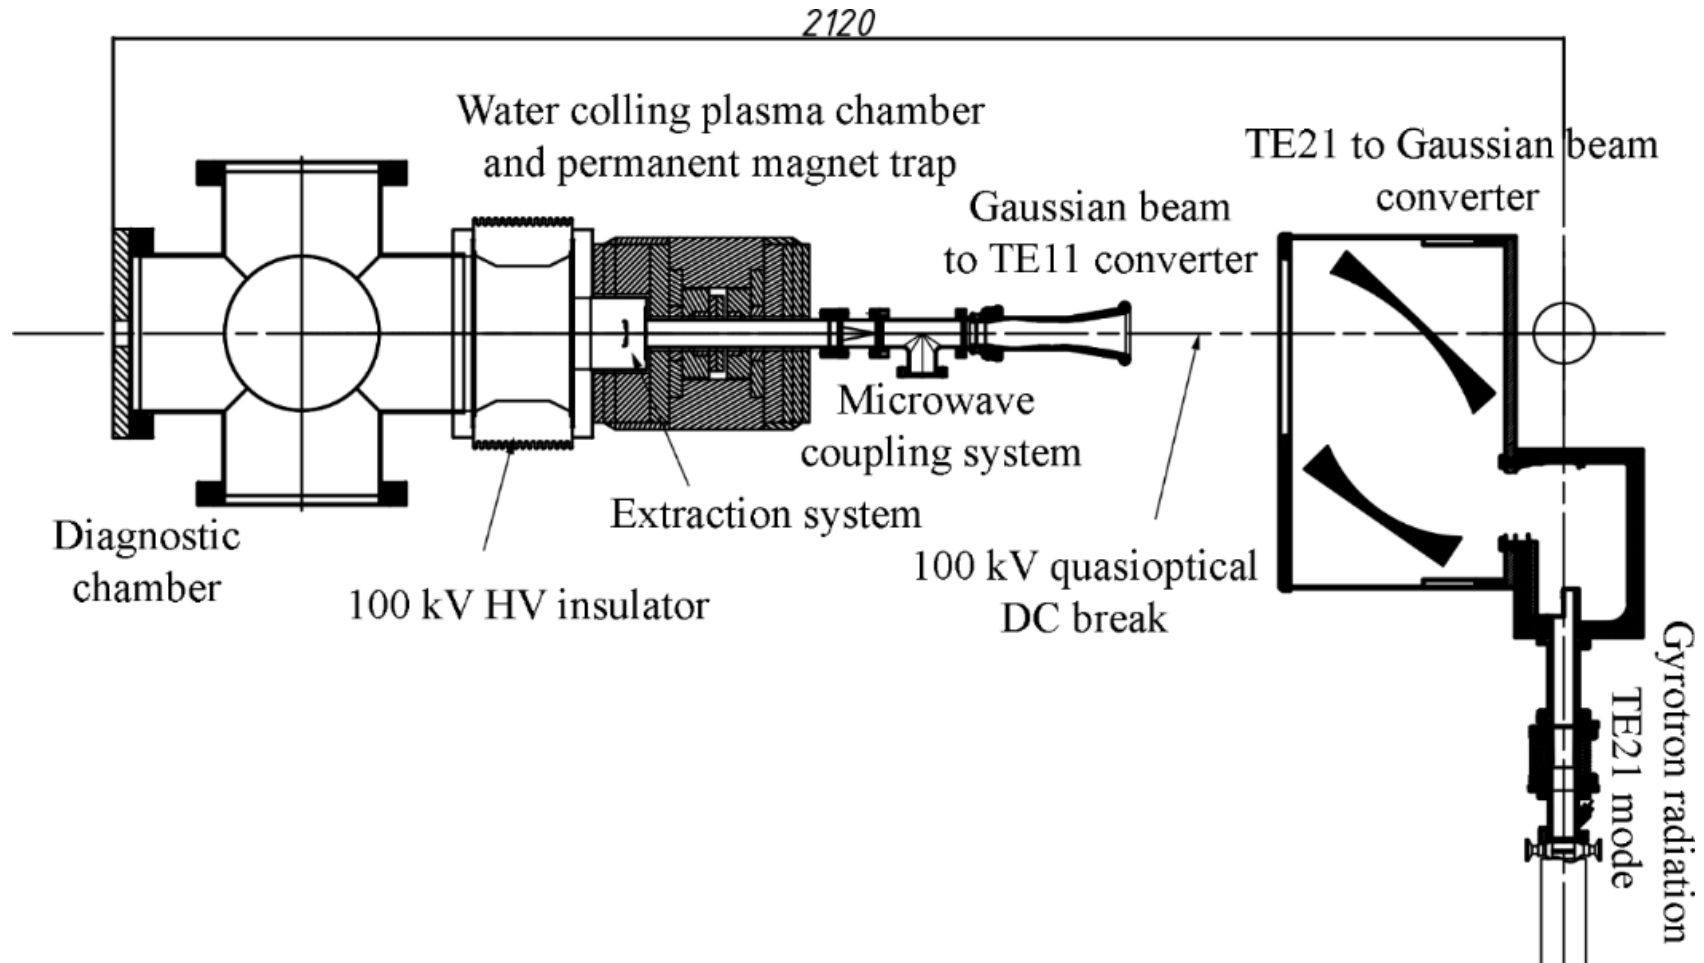 2120
Water colling plasma chamber
and permanent magnet trap
TE21 to Gaussian beam
converter
Gaussian beam
to TE11 converter
Microwave
coupling system
Extraction system
Diagnostic
chamber
100 kV HV insulator
100 kV quasioptical
DC break
Gyrotron radiation
TE21 mode